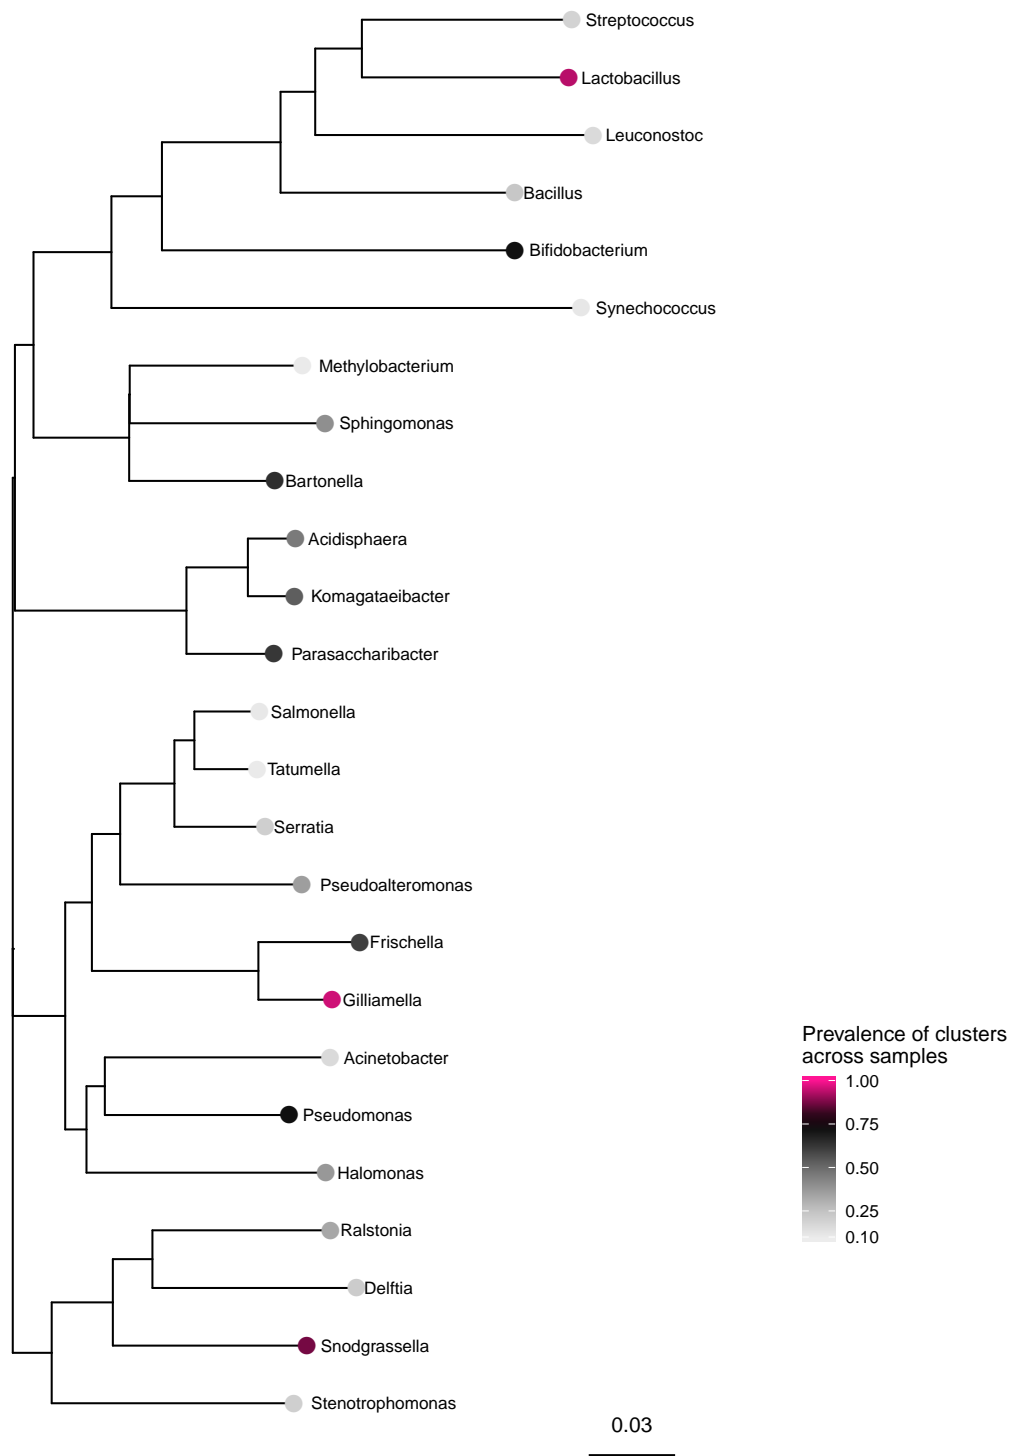 Streptococcus
Lactobacillus
Leuconostoc
Bacillus
Bifidobacterium
Synechococcus
Methylobacterium
Sphingomonas
Bartonella
Acidisphaera
Komagataeibacter
Parasaccharibacter
Salmonella
Tatumella
Serratia
Pseudoalteromonas
Frischella
Gilliamella
Acinetobacter
Pseudomonas
Halomonas
Ralstonia
Delftia
Snodgrassella
Stenotrophomonas
Prevalence of clusters
across samples
1.00
0.75
0.50
0.25
0.10
0.03